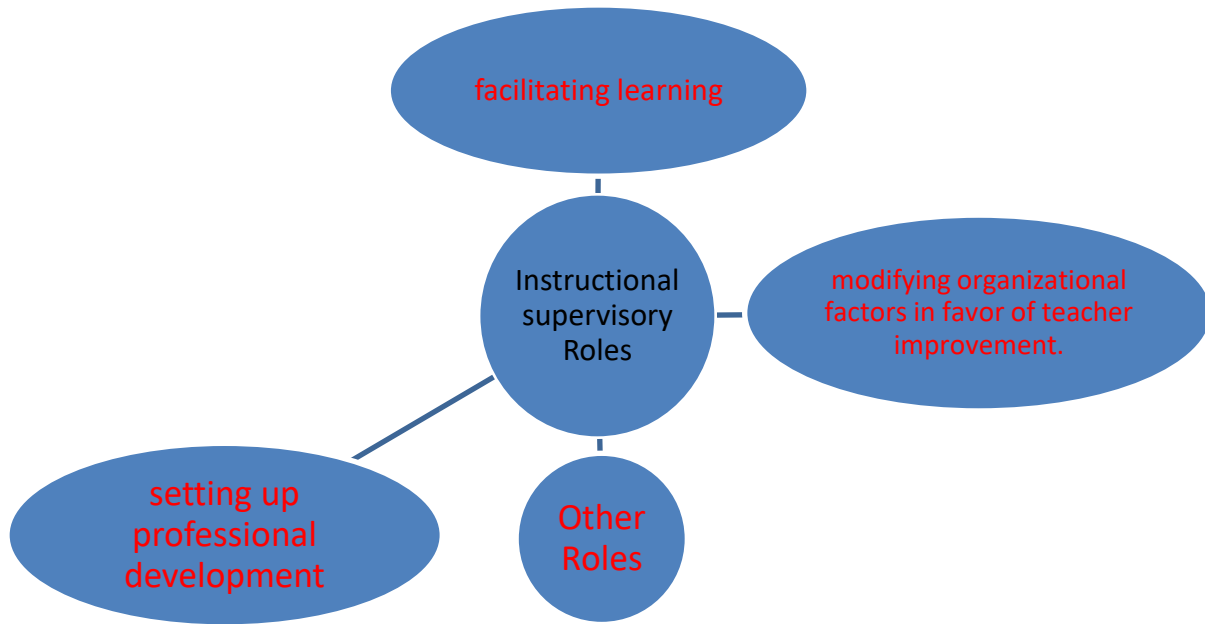 facilitating learning
Instructional
supervisory
Roles
modifying organizational
factors in favor of teacher
improvement.
setting up
professional
development
Other
Roles